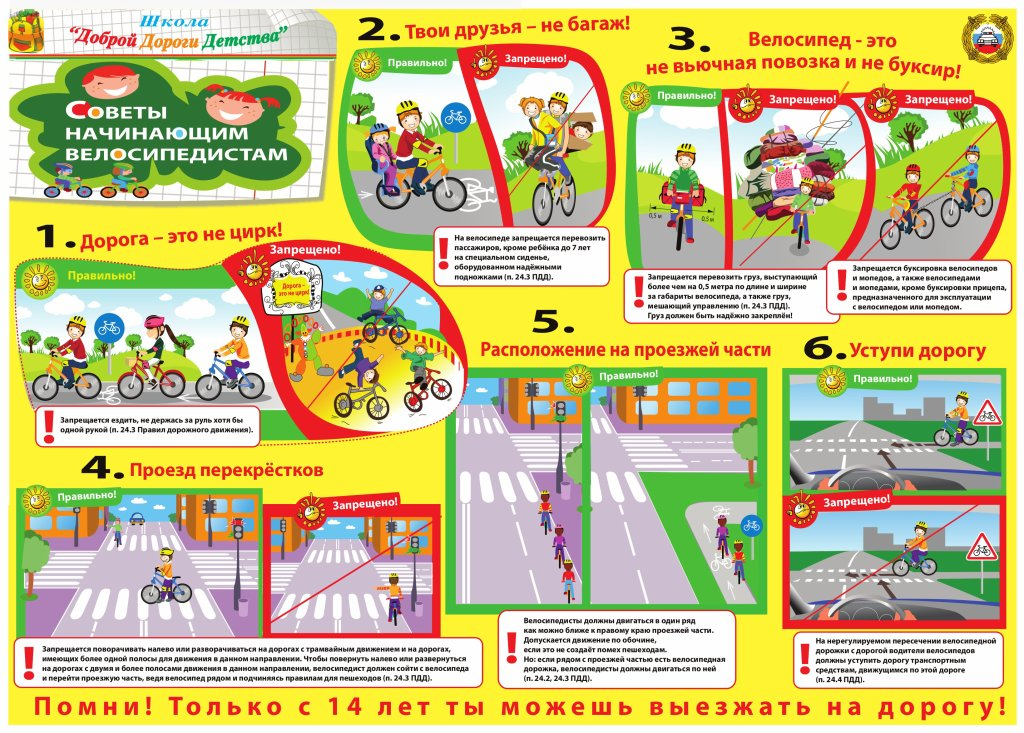 Школа
"Доброй Дороги Детства"
Советы
начинающим
велосипедистам
1. Дорога – это не цирк!
Правильно!
Запрещено!
Дорога –
это не цирк!
Запрещается ездить, не держась за руль хотя бы
одной рукой (п. 24.3 Правил дорожного движения).
2. Твои друзья – не багаж!
Правильно!
Запрещено!
На велосипеде запрещается перевозить
пассажиров, кроме ребёнка до 7 лет
на специальном сиденье,
оборудованном надёжными
подножками (п. 24.3 ПДД).
3. Велосипед - это
не вьючная повозка и не буксир!
Правильно!
Запрещено!
Запрещено!
0,5 м
0,5 м
Запрещается перевозить груз, выступающий
более чем на 0,5 метра по длине и ширине
за габариты велосипеда, а также груз,
мешающий управлению (п. 24.3 ПДД).
Груз должен быть надёжно закреплён!
Запрещается буксировка велосипедов
и мопедов, а также велосипедами
и мопедами, кроме буксировки прицепа,
предназначенного для эксплуатации
с велосипедом или мопедом.
4. Проезд перекрёстков
Правильно!
Запрещено!
Запрещается поворачивать налево или разворачиваться на дорогах с трамвайным движением и на дорогах,
имеющих более одной полосы для движения в данном направлении. Чтобы повернуть налево или развернуться
на дорогах с двумя и более полосами движения в данном направлении, велосипедист должен сойти с велосипеда
и перейти проезжую часть, ведя велосипед рядом и подчиняясь правилам для пешеходов (п. 24.3 ПДД).
5.
Расположение на проезжей части
Правильно!
Велосипедисты должны двигаться в один ряд
как можно ближе к правому краю проезжей части.
Допускается движение по обочине,
если это не создаёт помех пешеходам.
Но: если рядом с проезжей частью есть велосипедная
дорожка, велосипедисты должны двигаться по ней
(п. 24.2, 24.3 ПДД).
6. Уступи дорогу
Правильно!
Запрещено!
На нерегулируемом пересечении велосипедной
дорожки с дорогой водители велосипедов
должны уступить дорогу транспортным
средствам, движущимся по этой дороге
(п. 24.4 ПДД).
Помни! Только с 14 лет ты можешь выезжать на дорогу!